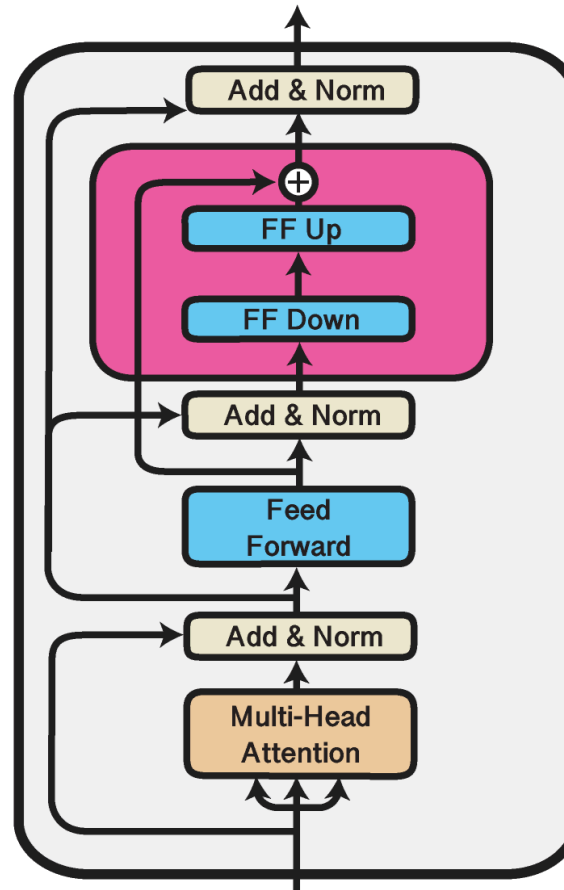 Add & Norm
FF Up
FF Down
Add & Norm
Feed
Forward
Add & Norm
Multi-Head
Attention